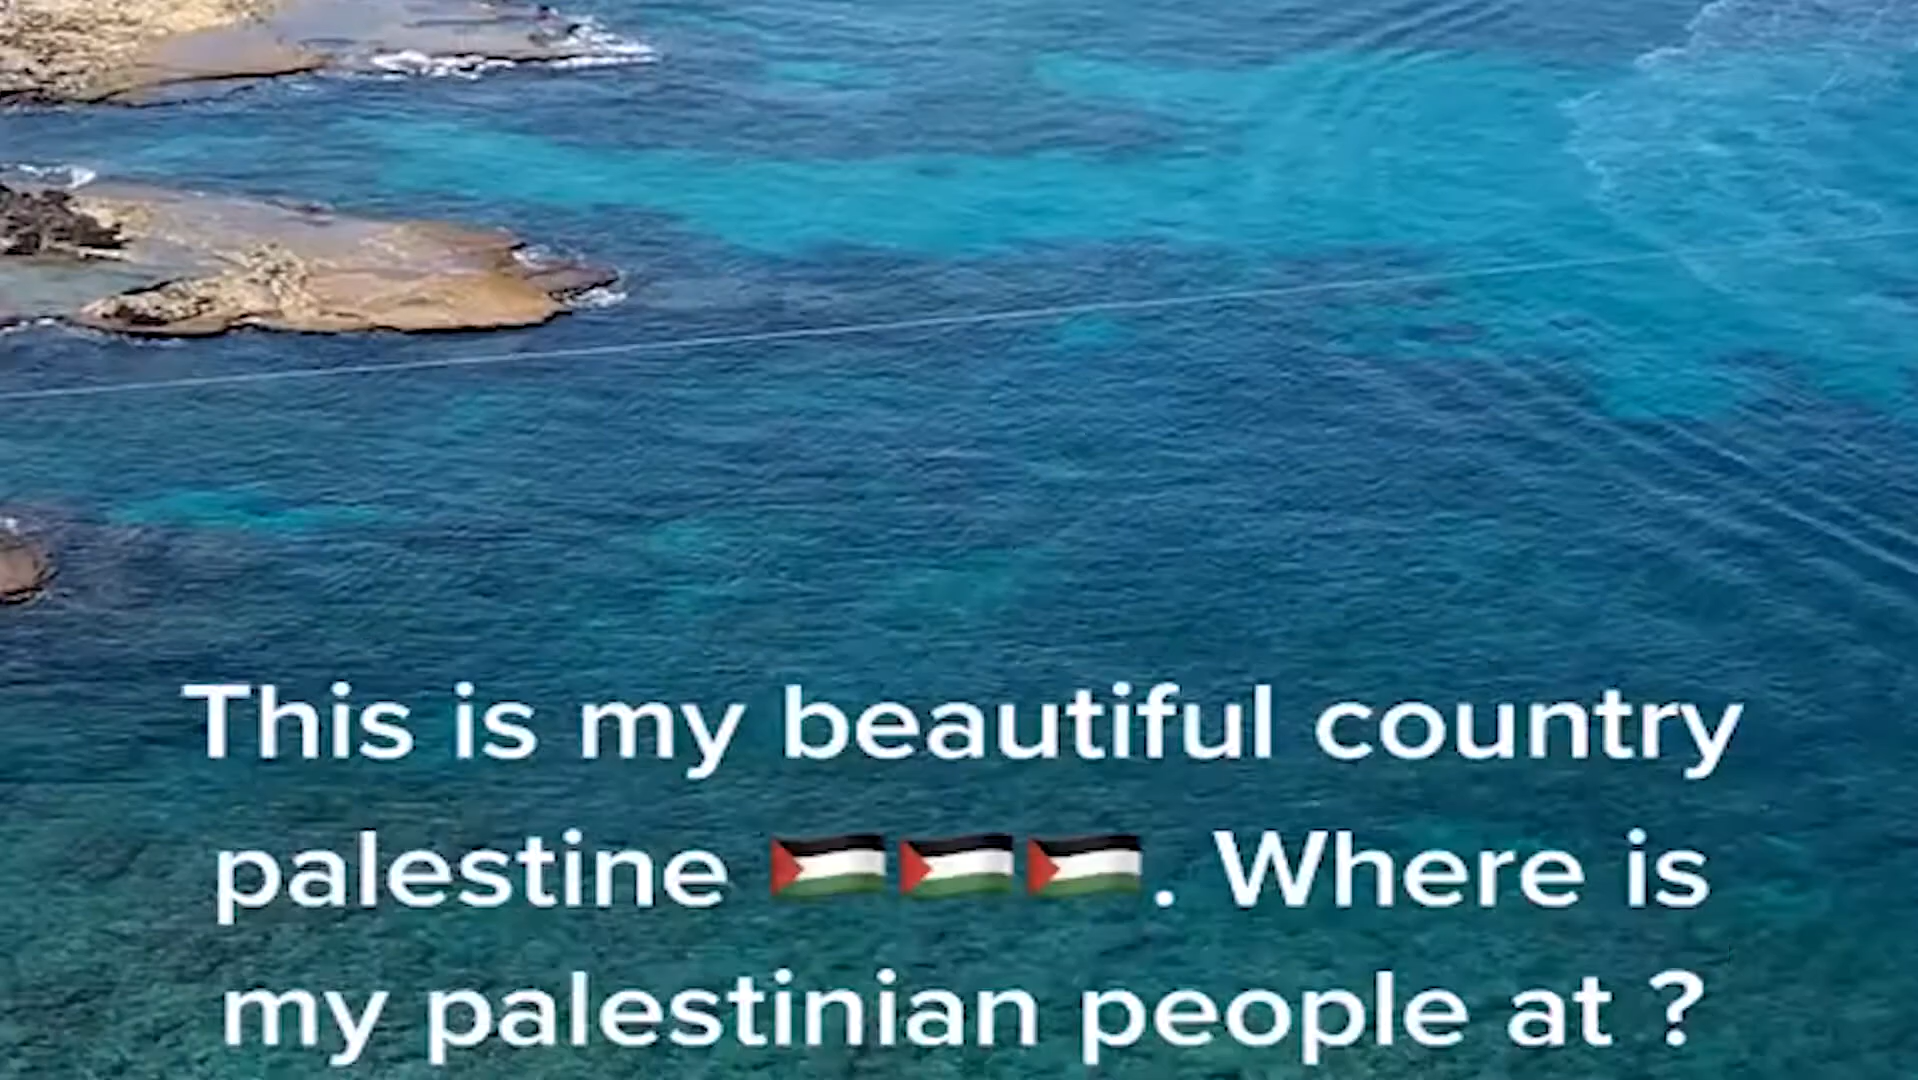 This is my beautiful country
palestine 🇵🇸🇵🇸🇵🇸. Where is
my palestinian people at ?